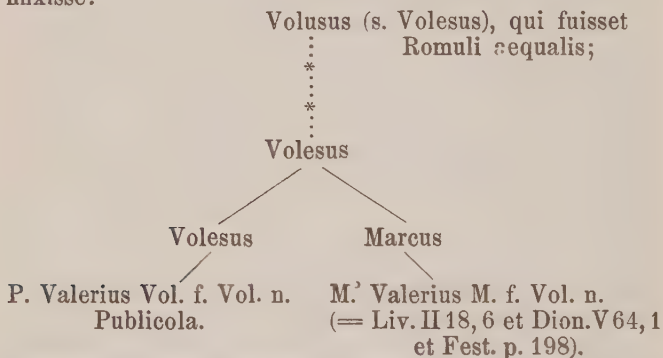 finxisse:
Volusus (s. Volesus), qui fuisset
Romuli aequalis;
*
*
Volesus
Volesus Marcus
P. Valerius Vol. f. Vol. n. M.' Valerius M. f. Vol. n.
Publicola. (= Liv. II 18, 6 et Dion. V 64, 1
et Fest. p. 198).